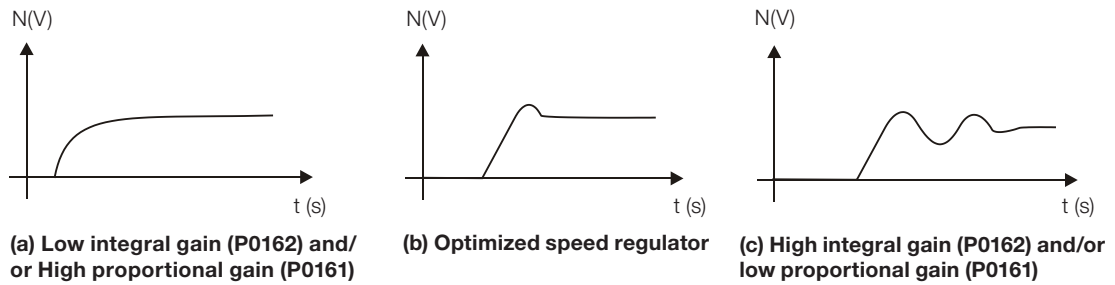 N(V)
t (s)
(a) Low integral gain (P0162) and/
or High proportional gain (P0161)
N(V)
t (s)
(b) Optimized speed regulator
N(V)
t (s)
(c) High integral gain (P0162) and/or
low proportional gain (P0161)